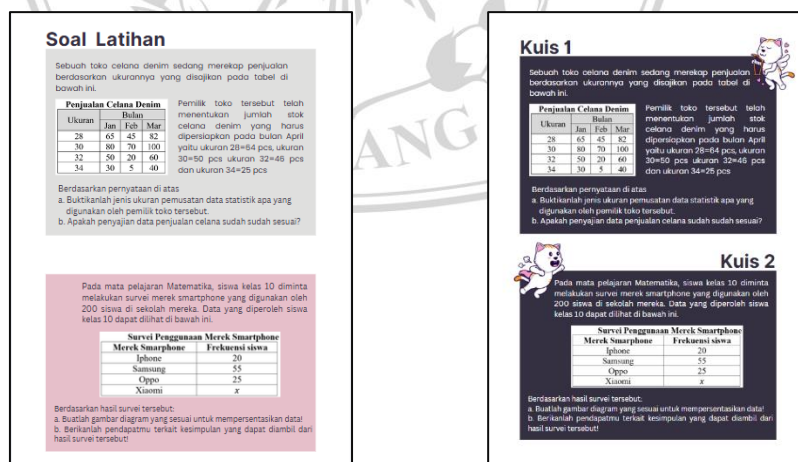 Soal Latihan
Sebuah toko celana denim sedang merekap penjualan
berdasarkan ukurannya yang disajikan pada tabel di
bawah ini.
Penjualan Celana Denim
Ukuran Bulan
Jan Feb Mar
28 65 45 82
30 80 70 100
32 50 20 60
34 30 5 40
Pemilik toko tersebut telah
menentukan jumlah stok
celana denim yang harus
dipersiapkan pada bulan April
yaitu ukuran 28=64 pcs, ukuran
30=50 pcs ukuran 32=46 pcs
dan ukuran 34=25 pcs
Berdasarkan pernyataan di atas
a. Buktikanlah jenis ukuran pemusatan data statistik apa yang
digunakan oleh pemilik toko tersebut.
b. Apakah penyajian data penjualan celana sudah sudah sesuai?
Pada mata pelajaran Matematika, siswa kelas 10 diminta
melakukan survei merek smartphone yang digunakan oleh
200 siswa di sekolah mereka. Data yang diperoleh siswa
kelas 10 dapat dilihat di bawah ini.
Survei Penggunaan Merek Smartphone
Merek Smarphone Frekuensi siswa
Iphone 20
Samsung 55
Oppo 25
Xiaomi x
Berdasarkan hasil survei tersebut:
a. Buatlah gambar diagram yang sesuai untuk mempersentasikan data!
b. Berikanlah pendapatmu terkait kesimpulan yang dapat diambil dari
hasil survei tersebut!
ANG
Kuis 1
Sebuah toko celana denim sedang merekap penjualan
berdasarkan ukurannya yang disajikan pada tabel di
bawah ini.
Penjualan Celana Denim
Ukuran Bulan
Jan Feb Mar
28 65 45 82
30 80 70 100
32 50 20 60
34 30 5 40
Pemilik toko tersebut telah
menentukan jumlah stok
celana denim yang harus
dipersiapkan pada bulan April
yaitu ukuran 28=64 pcs, ukuran
30=50 pcs ukuran 32=46 pcs
dan ukuran 34=25 pcs
Berdasarkan pernyataan di atas
a. Buktikanlah jenis ukuran pemusatan data statistik apa yang
digunakan oleh pemilik toko tersebut.
b. Apakah penyajian data penjualan celana sudah sudah sesuai?
Kuis 2
Pada mata pelajaran Matematika, siswa kelas 10 diminta
melakukan survei merek smartphone yang digunakan oleh
200 siswa di sekolah mereka. Data yang diperoleh siswa
kelas 10 dapat dilihat di bawah ini.
Survei Penggunaan Merek Smartphone
Merek Smarphone Frekuensi siswa
Iphone 20
Samsung 55
Oppo 25
Xiaomi x
Berdasarkan hasil survei tersebut:
a. Buatlah gambar diagram yang sesuai untuk mempersentasikan data!
b. Berikanlah pendapatmu terkait kesimpulan yang dapat diambil dari
hasil survei tersebut!